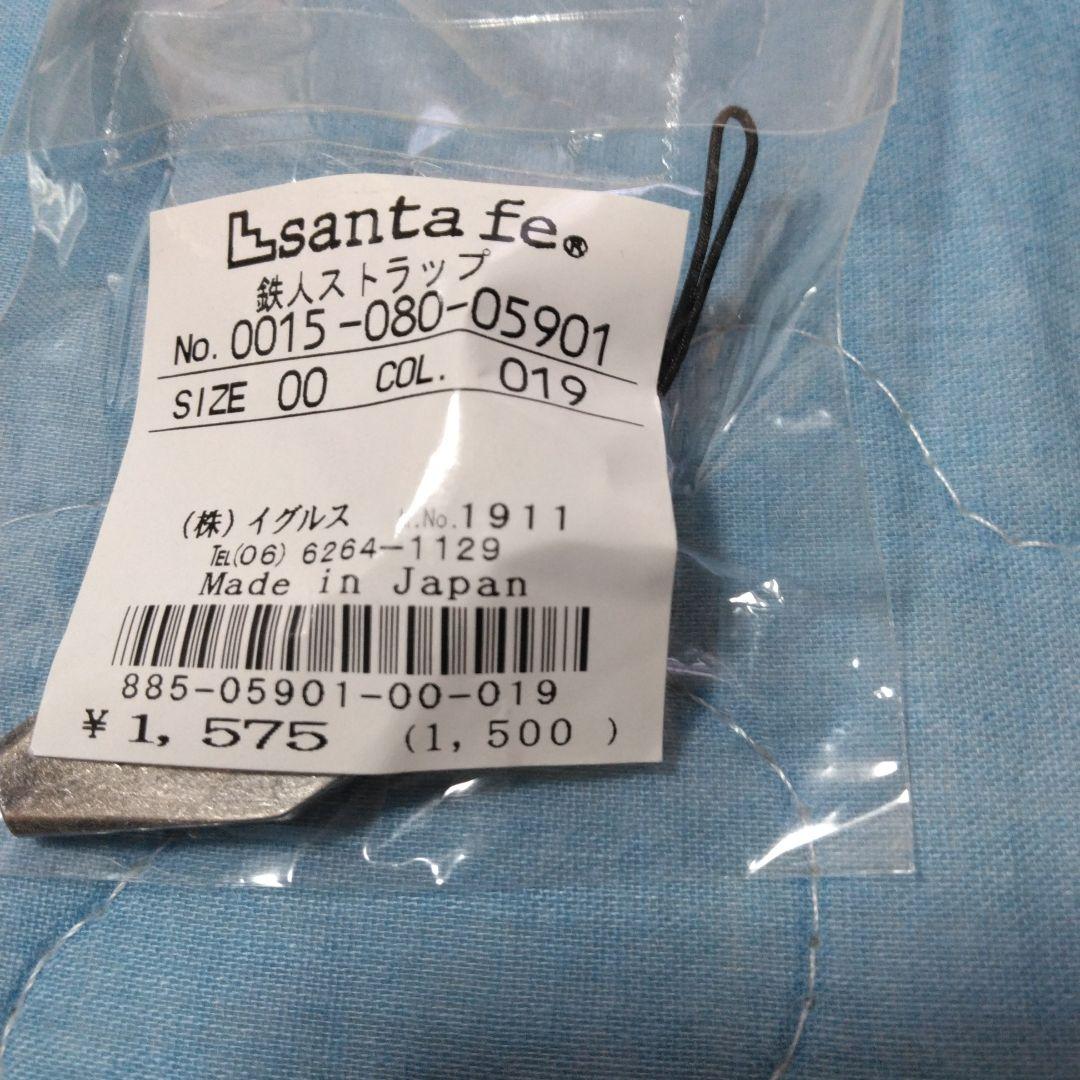 santa fe®
鉄人ストラップ
No. 0015-080-05901
SIZE 00 COL. 019
(株)イグルス .No.1911
TEL(06) 6264-1129
Made in Japan
885-05901-00-019
¥1,575 (1,500 )